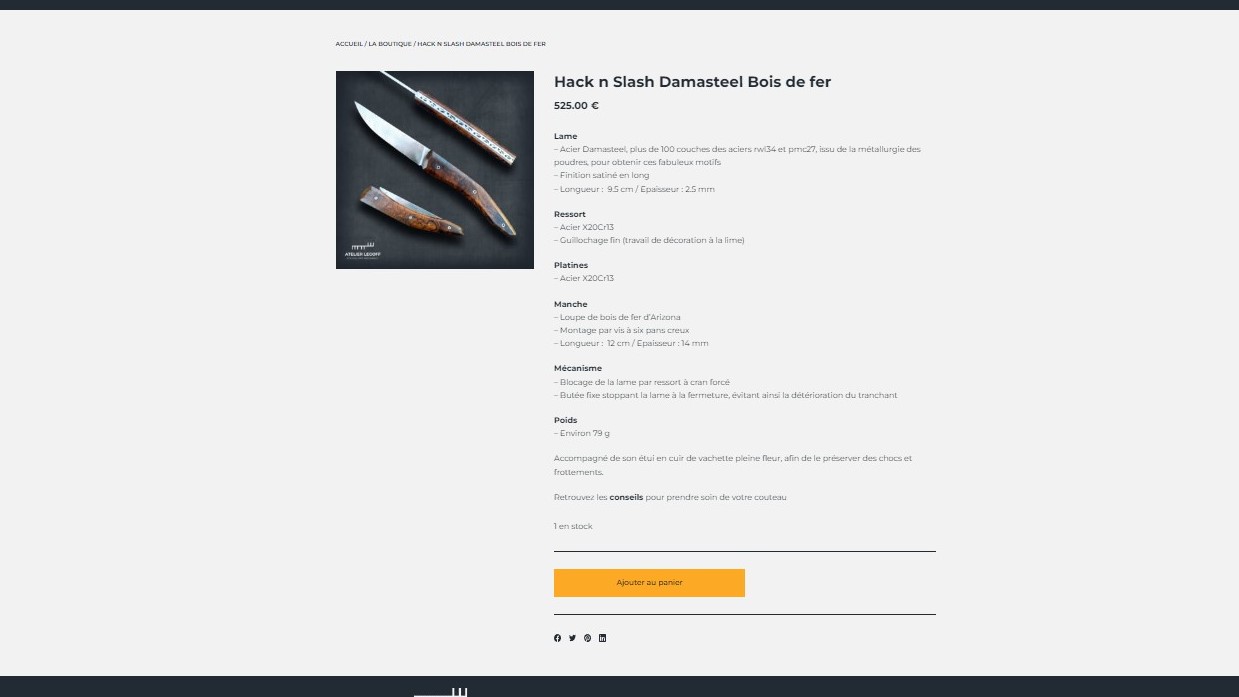 ACCUEIL / LA BOUTIQUE / HACK N SLASH DAMASTEEL BOIS DE FER
ATELIER LEGOFF
Hack n Slash Damasteel Bois de fer
525.00 €
Lame
– Acier Damasteel, plus de 100 couches des aciers rwl34 et pmc27, issu de la métallurgie des
poudres, pour obtenir ces fabuleux motifs
– Finition satiné en long
– Longueur : 9.5 cm / Epaisseur : 2.5 mm
Ressort
– Acier X20Cr13
– Guillochage fin (travail de décoration à la lime)
Platines
– Acier X20Cr13
Manche
– Loupe de bois de fer d'Arizona
– Montage par vis à six pans creux
– Longueur : 12 cm / Epaisseur : 14 mm
Mécanisme
– Blocage de la lame par ressort à cran forcé
– Butée fixe stoppant la lame à la fermeture, évitant ainsi la détérioration du tranchant
Poids
– Environ 79 g
Accompagné de son étui en cuir de vachette pleine fleur, afin de le préserver des chocs et
frottements.
Retrouvez les conseils pour prendre soin de votre couteau
1 en stock
Ajouter au panier